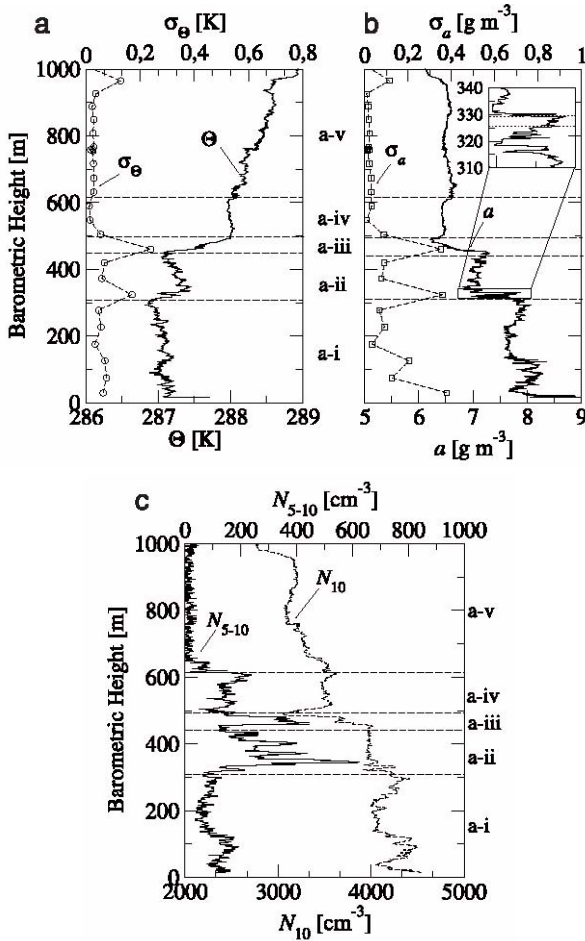 a
σΘ [K]
0 0,2 0,4 0,6 0,8 1
b
σa [g m-3]
0 0,2 0,4 0,6 0,8 1
Barometric Height [m]
1000
800
600
400
200
0
σΘ
Θ
a-v
a-iv
a-iii
a-ii
a-i
340
330
320
310
σa
a
286 287 288 289
Θ [K]
5 6 7 8 9
a [g m-3]
c
N5-10 [cm-3]
0 200 400 600 800 1000
Barometric Height [m]
1000
800
600
400
200
0
N10
N5-10
a-v
a-iv
a-iii
a-ii
a-i
2000 3000 4000 5000
N10 [cm-3]